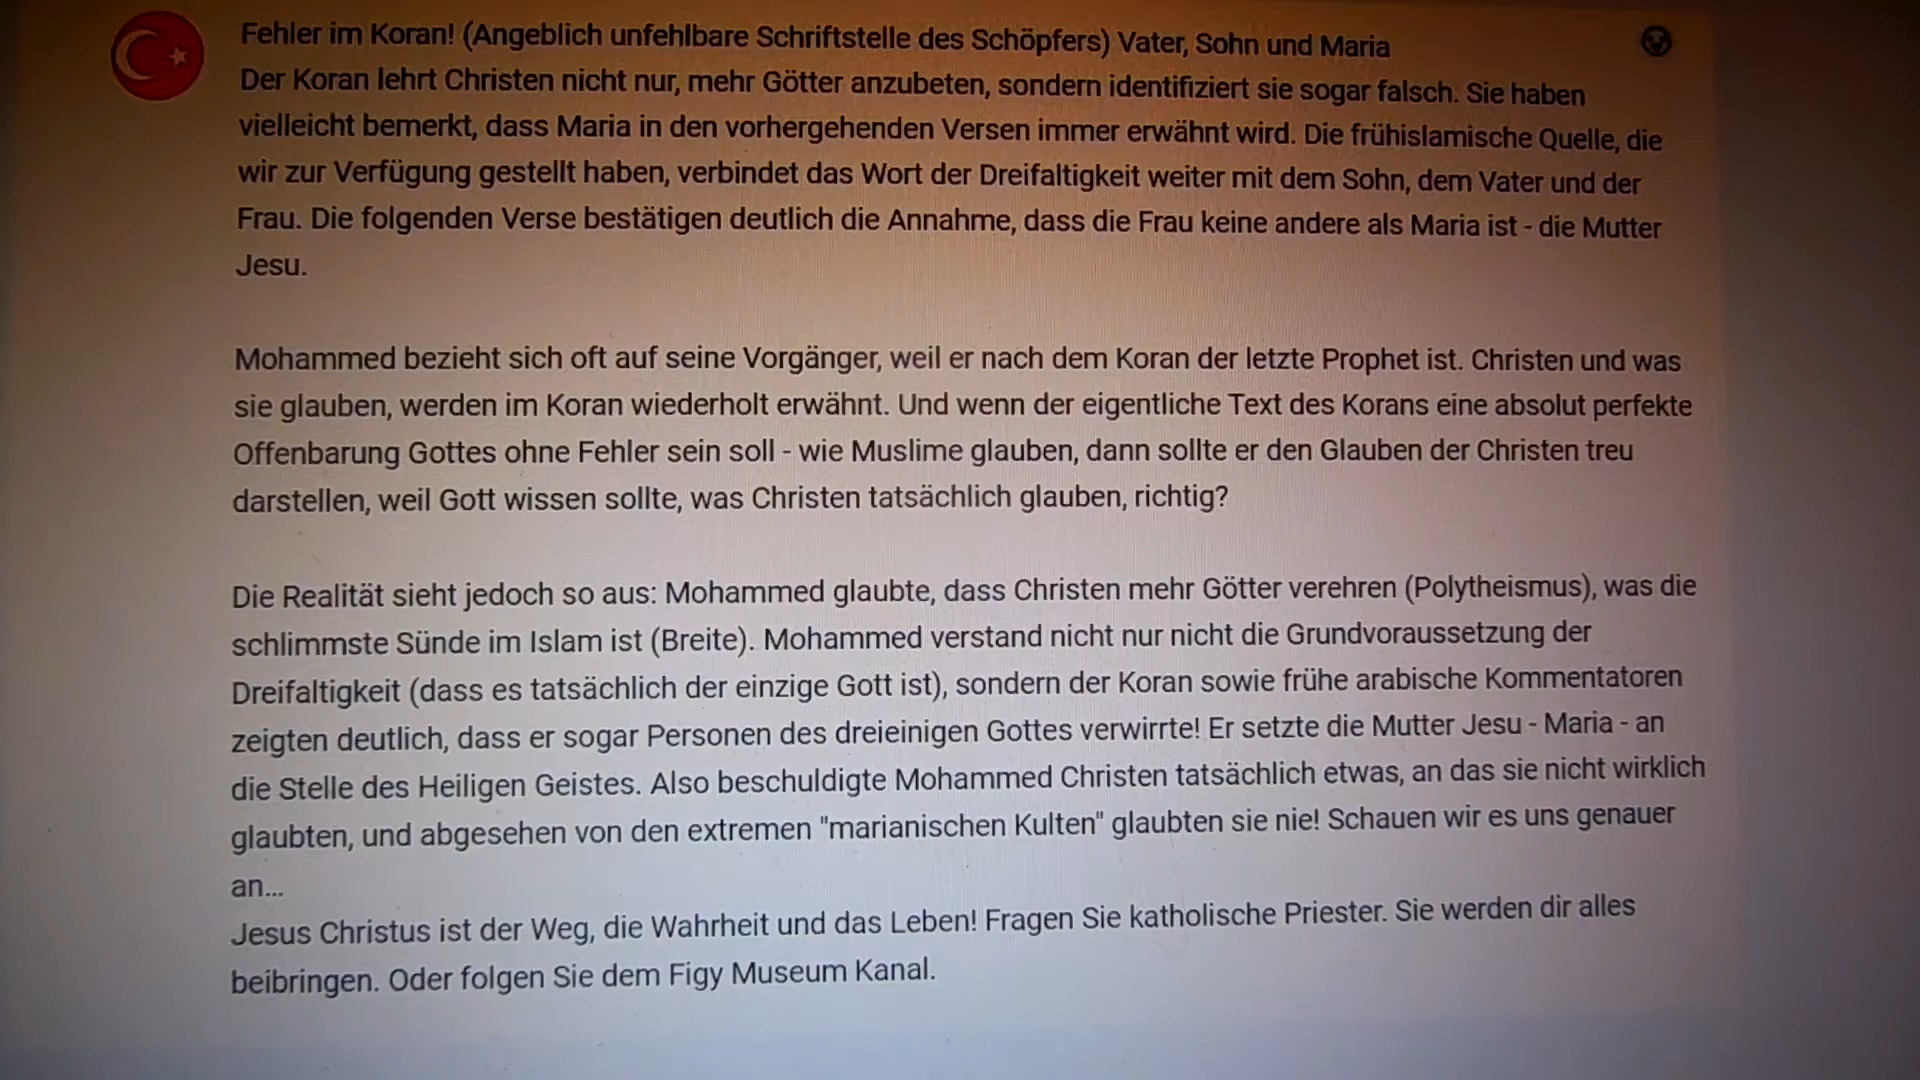 Fehler im Koran! (Angeblich unfehlbare Schriftstelle des Schöpfers) Vater, Sohn und Maria
Der Koran lehrt Christen nicht nur, mehr Götter anzubeten, sondern identifiziert sie sogar falsch. Sie haben
vielleicht bemerkt, dass Maria in den vorhergehenden Versen immer erwähnt wird. Die frühislamische Quelle, die
wir zur Verfügung gestellt haben, verbindet das Wort der Dreifaltigkeit weiter mit dem Sohn, dem Vater und der
Frau. Die folgenden Verse bestätigen deutlich die Annahme, dass die Frau keine andere als Maria ist - die Mutter
Jesu.
Mohammed bezieht sich oft auf seine Vorgänger, weil er nach dem Koran der letzte Prophet ist. Christen und was
sie glauben, werden im Koran wiederholt erwähnt. Und wenn der eigentliche Text des Korans eine absolut perfekte
Offenbarung Gottes ohne Fehler sein soll - wie Muslime glauben, dann sollte er den Glauben der Christen treu
darstellen, weil Gott wissen sollte, was Christen tatsächlich glauben, richtig?
Die Realität sieht jedoch so aus: Mohammed glaubte, dass Christen mehr Götter verehren (Polytheismus), was die
schlimmste Sünde im Islam ist (Breite). Mohammed verstand nicht nur nicht die Grundvoraussetzung der
Dreifaltigkeit (dass es tatsächlich der einzige Gott ist), sondern der Koran sowie frühe arabische Kommentatoren
zeigten deutlich, dass er sogar Personen des dreieinigen Gottes verwirrte! Er setzte die Mutter Jesu - Maria - an
die Stelle des Heiligen Geistes. Also beschuldigte Mohammed Christen tatsächlich etwas, an das sie nicht wirklich
glaubten, und abgesehen von den extremen "marianischen Kulten" glaubten sie nie! Schauen wir es uns genauer
an...
Jesus Christus ist der Weg, die Wahrheit und das Leben! Fragen Sie katholische Priester. Sie werden dir alles
beibringen. Oder folgen Sie dem Figy Museum Kanal.